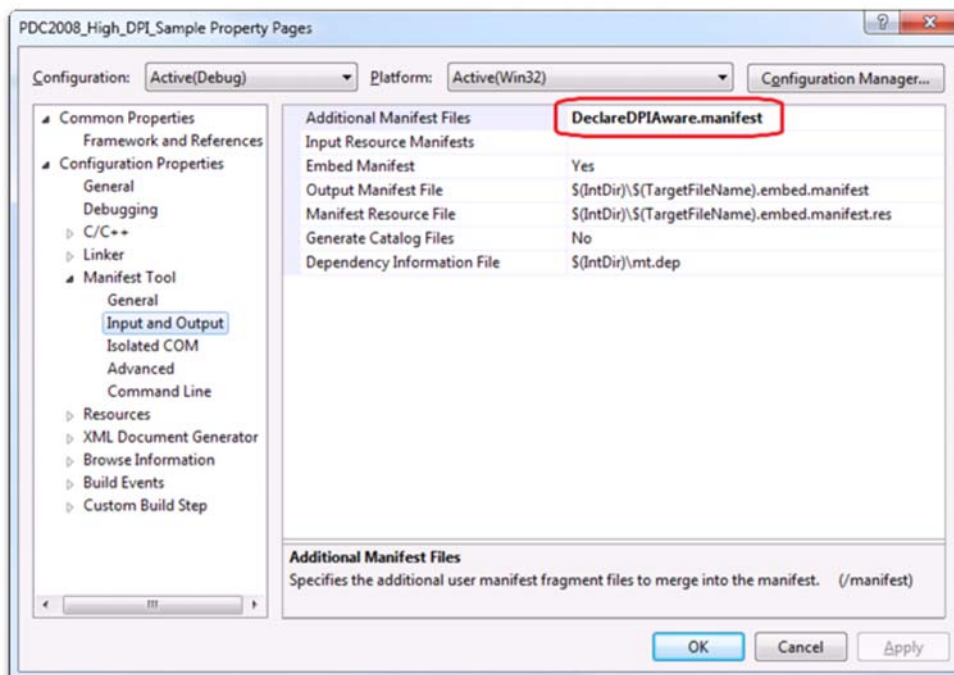 PDC2008_High_DPI_Sample Property Pages
Configuration: Active(Debug) Platform: Active(Win32) Configuration Manager...
Common Properties
Framework and References
Configuration Properties
General
Debugging
C/C++
Linker
Manifest Tool
General
Input and Output
Isolated COM
Advanced
Command Line
Resources
XML Document Generator
Browse Information
Build Events
Custom Build Step
Additional Manifest Files DeclareDPIAware.manifest
Input Resource Manifests
Embed Manifest Yes
Output Manifest File $(IntDir)\$(TargetFileName).embed.manifest
Manifest Resource File $(IntDir)\$(TargetFileName).embed.manifest.res
Generate Catalog Files No
Dependency Information File $(IntDir)\mt.dep
Additional Manifest Files
Specifies the additional user manifest fragment files to merge into the manifest. (/manifest)
OK Cancel Apply